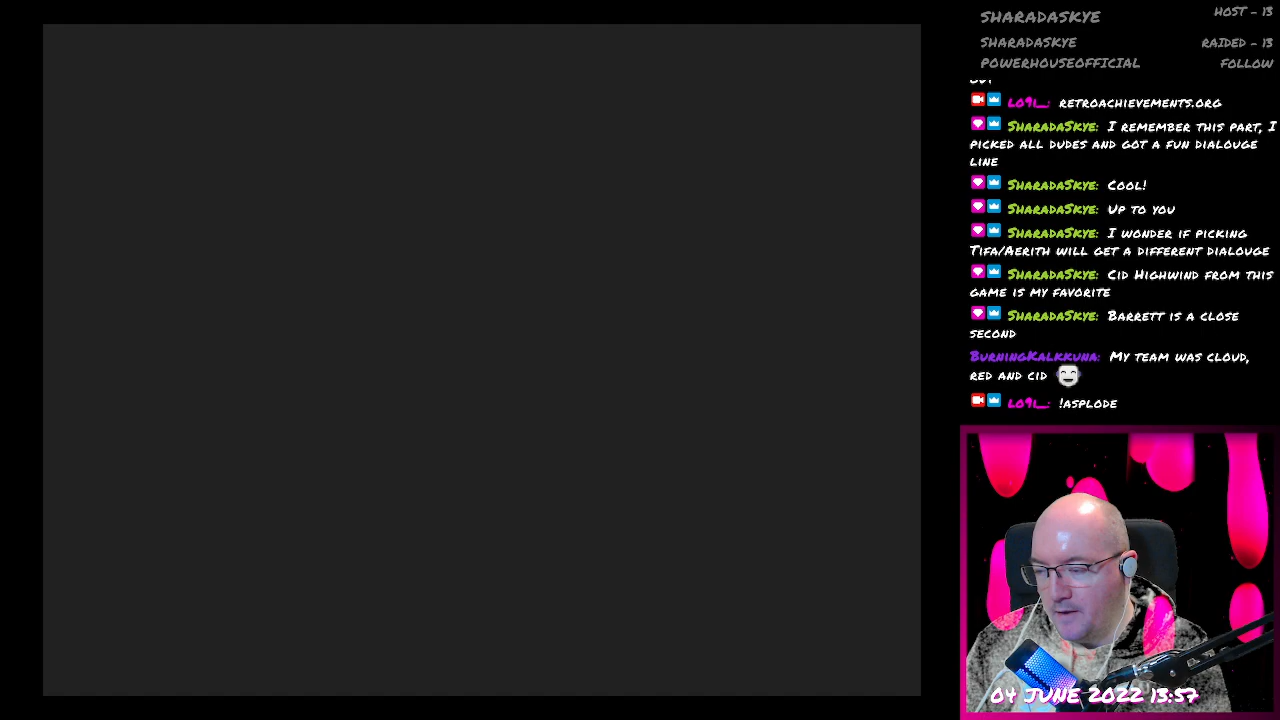 SHARADASKYE HOST - 13
SHARADASKYE RAIDED - 13
POWERHOUSEOFFICIAL FOLLOW
LO91_: RETROACHIEVEMENTS.ORG
SHARADASKYE: I REMEMBER THIS PART, I
PICKED ALL DUDES AND GOT A FUN DIALOUGE
LINE
SHARADASKYE: COOL!
SHARADASKYE: UP TO YOU
SHARADASKYE: I WONDER IF PICKING
TIFA/AERITH WILL GET A DIFFERENT DIALOUGE
SHARADASKYE: CID HIGHWIND FROM THIS
GAME IS MY FAVORITE
SHARADASKYE: BARRETT IS A CLOSE
SECOND
BURNINGKALKKUNA: MY TEAM WAS CLOUD,
RED AND CID
LO91_: !ASPLODE
04 JUNE 2022 13:57